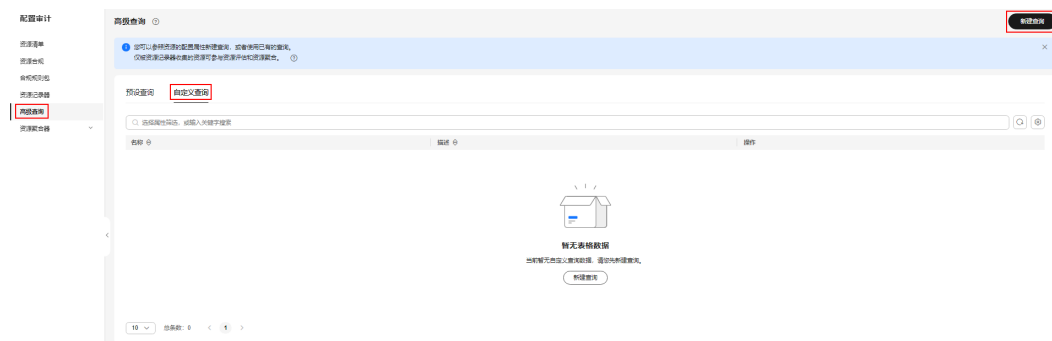 配置审计
资源清单
资源合规
合规规则包
资源记录器
高级查询
资源聚合器
高级查询
新建查询
您可以参照资源的配置属性新建查询，或者使用已有的查询。
仅被资源记录器收集的资源可参与资源评估和资源聚合。
预设查询 自定义查询
选择属性筛选，或输入关键字搜索
名称 描述 操作
暂无表格数据
当前暂无自定义查询数据，请您先新建查询。
新建查询
10 总条数：0 < 1 >